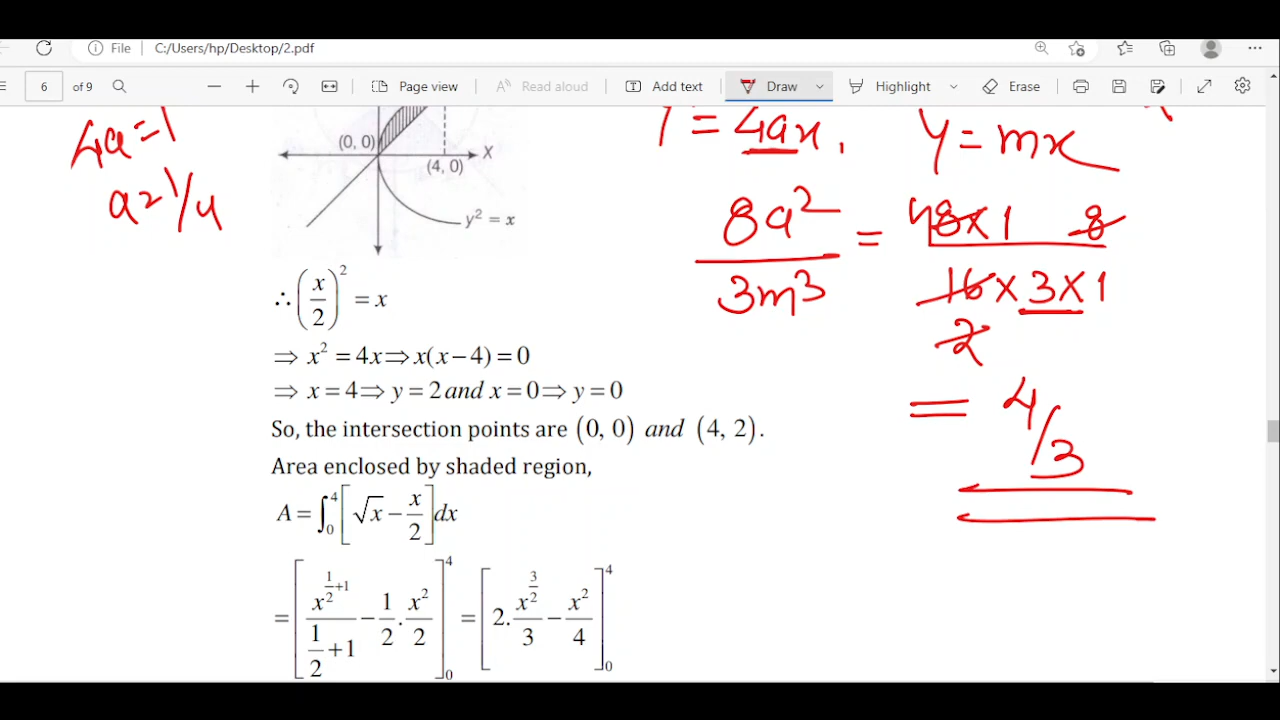 File | C:/Users/hp/Desktop/2.pdf
6 of 9 Page view Read aloud Add text Draw Highlight Erase
4a=1
a=1/4
(0, 0)
X
(4, 0)
y² = x
= 4ax,
y = mx
8a²/3m³ = 48×1 8/16×3×1
2
= 4/3
∴ (x/2)² = x
⇒ x² = 4x ⇒ x(x−4) = 0
⇒ x = 4 ⇒ y = 2 and x = 0 ⇒ y = 0
So, the intersection points are (0, 0) and (4, 2).
Area enclosed by shaded region,
A = ∫₀⁴ [√x − x/2] dx
= [x^(1/2+1)/(1/2+1) − 1/2 . x²/2]₀⁴ = [2. x^(3/2)/3 − x²/4]₀⁴